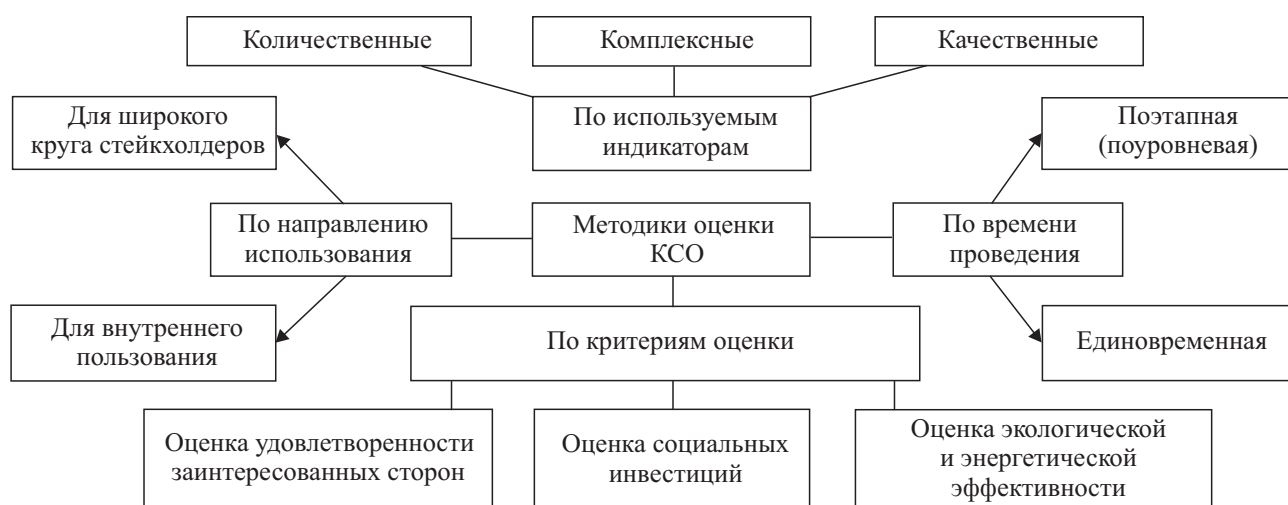 Количественные
Комплексные
Качественные
Для широкого
круга стейкхолдеров
По используемым
индикаторам
Поэтапная
(поуровневая)
По направлению
использования
Методики оценки
КСО
По времени
проведения
Для внутреннего
пользования
По критериям оценки
Единовременная
Оценка удовлетворенности
заинтересованных сторон
Оценка социальных
инвестиций
Оценка экологической
и энергетической
эффективности